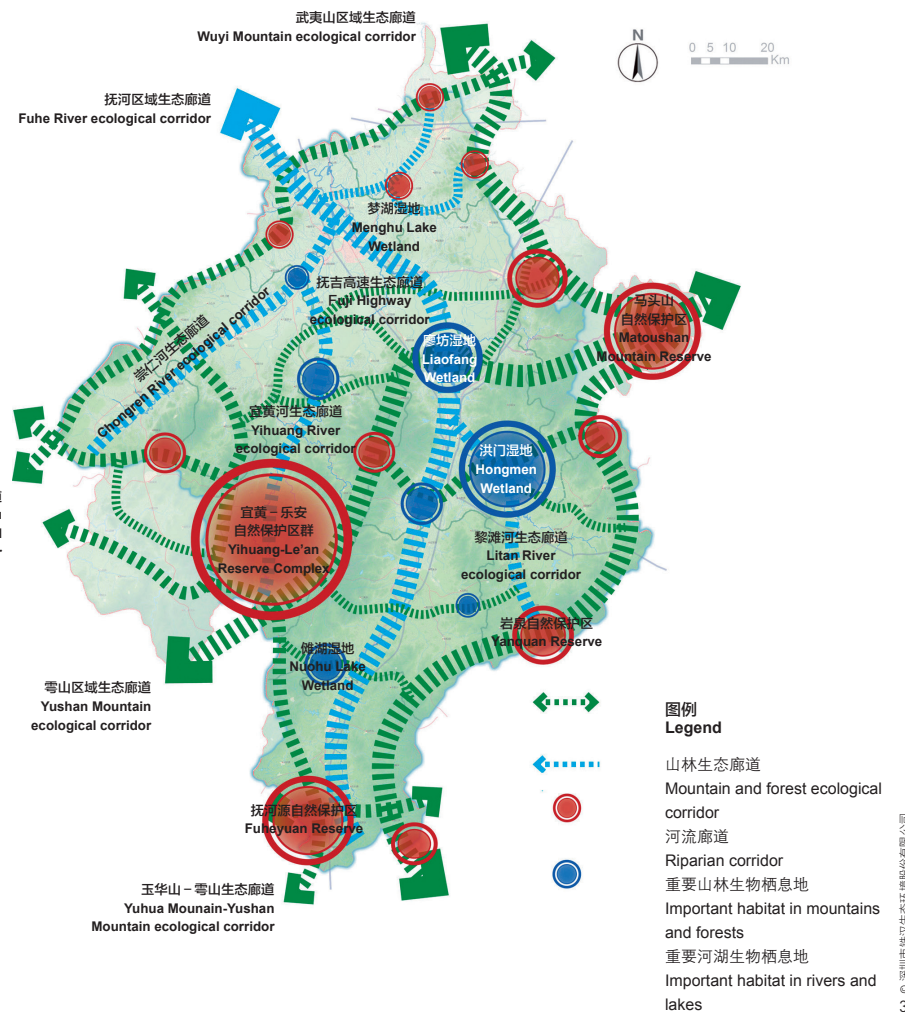 武夷山区域生态廊道
Wuyi Mountain ecological corridor
N
0 5 10 20
Km
抚河区域生态廊道
Fuhe River ecological corridor
梦湖湿地
Menghu Lake
Wetland
抚吉高速生态廊道
Fuji Highway
ecological corridor
马头山
自然保护区
Matoushan
Mountain Reserve
崇仁河生态廊道
Chongren River ecological corridor
廖坊湿地
Liaofang
Wetland
宜黄河生态廊道
Yihuang River
ecological corridor
洪门湿地
Hongmen
Wetland
宜黄－乐安
自然保护区群
Yihuang-Le'an
Reserve Complex
黎滩河生态廊道
Litan River
ecological corridor
岩泉自然保护区
Yanquan Reserve
傩湖湿地
Nuohu Lake
Wetland
雩山区域生态廊道
Yushan Mountain
ecological corridor
抚河源自然保护区
Fuheyuan Reserve
玉华山－雩山生态廊道
Yuhua Mounain-Yushan
Mountain ecological corridor
图例
Legend
山林生态廊道
Mountain and forest ecological
corridor
河流廊道
Riparian corridor
重要山林生物栖息地
Important habitat in mountains
and forests
重要河湖生物栖息地
Important habitat in rivers and
lakes
3